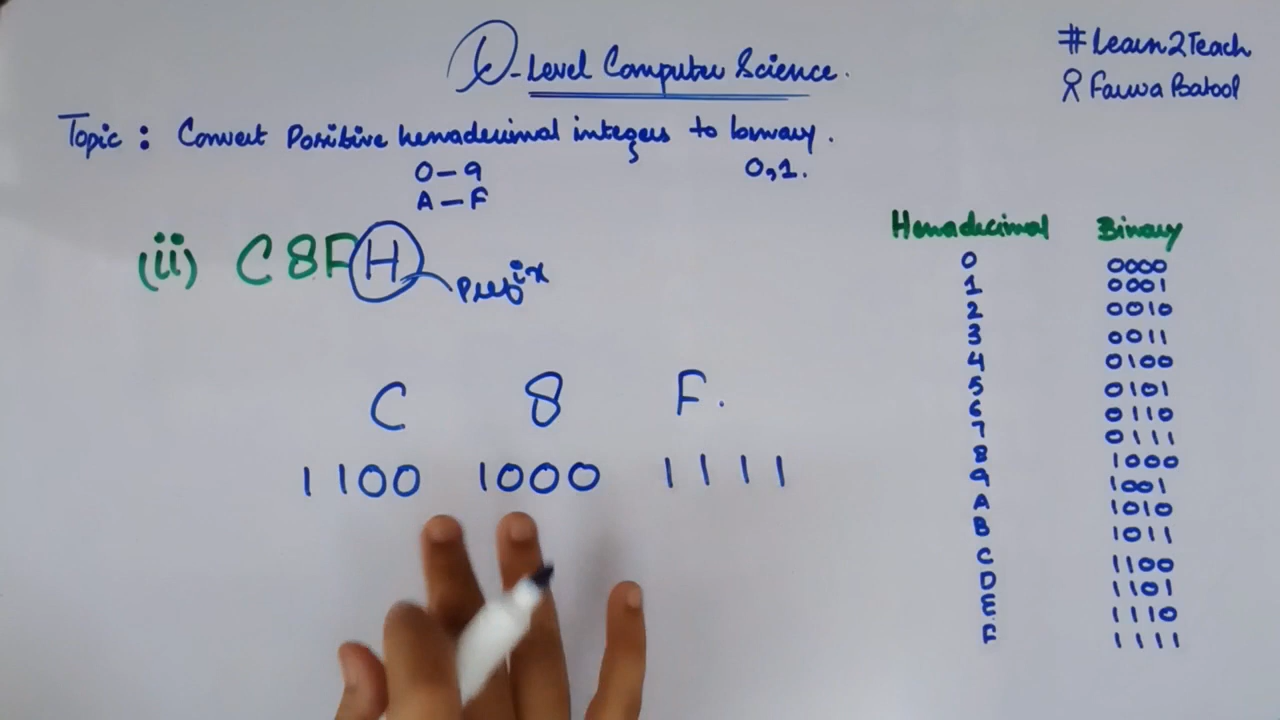 O-Level Computer Science.
#Learn2Teach
Farwa Batool
Topic: Convert Positive hexadecimal integers to binary.
0-9
0,1.
A-F
(ii) C8FH
Prefix
C 8 F.
1100 1000 1111
Hexadecimal Binary
0 0000
1 0001
2 0010
3 0011
4 0100
5 0101
6 0110
7 0111
8 1000
9 1001
A 1010
B 1011
C 1100
D 1101
E 1110
F 1111